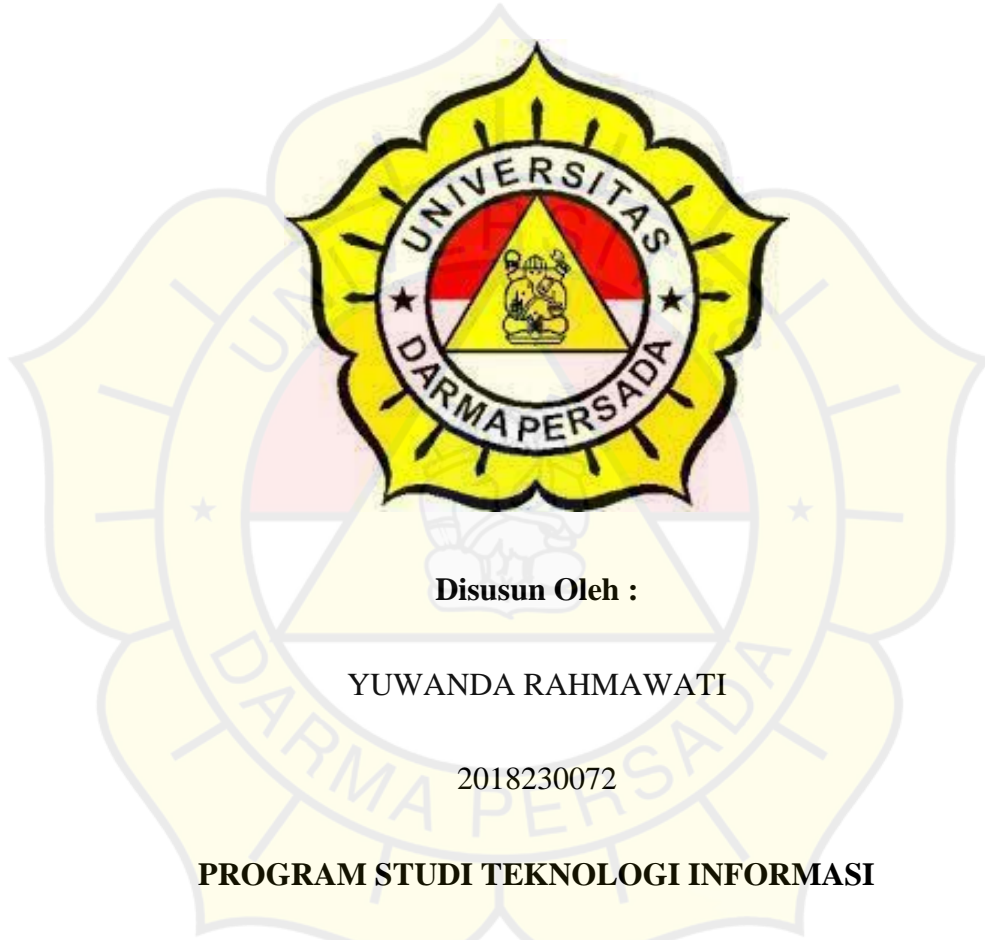 UNIVERSITAS
DARMA PERSADA
Disusun Oleh :
YUWANDA RAHMAWATI
2018230072
PROGRAM STUDI TEKNOLOGI INFORMASI